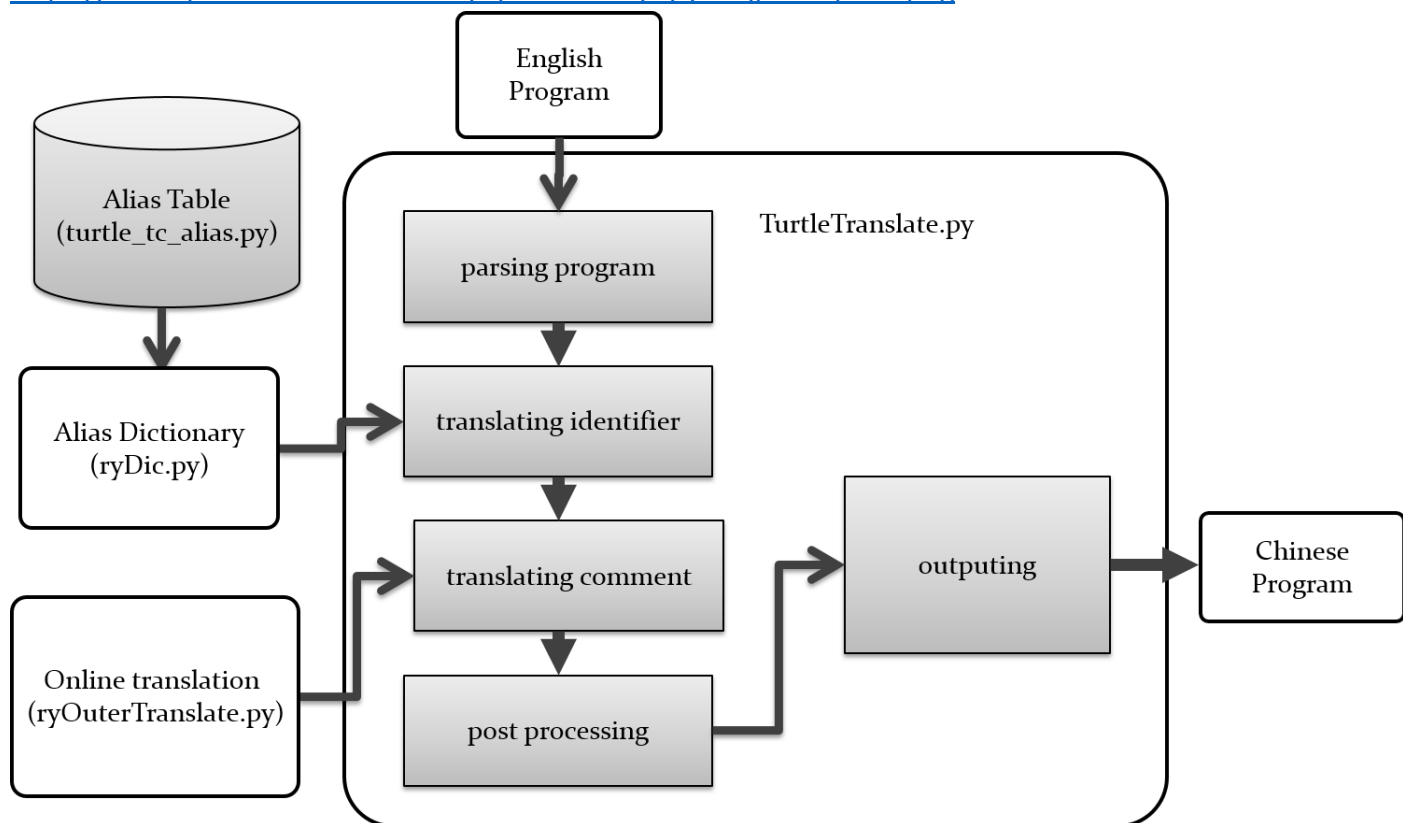 English
Program
Alias Table
(turtle_tc_alias.py)
TurtleTranslate.py
parsing program
Alias Dictionary
(ryDic.py)
translating identifier
translating comment
outputing
Chinese
Program
Online translation
(ryOuterTranslate.py)
post processing